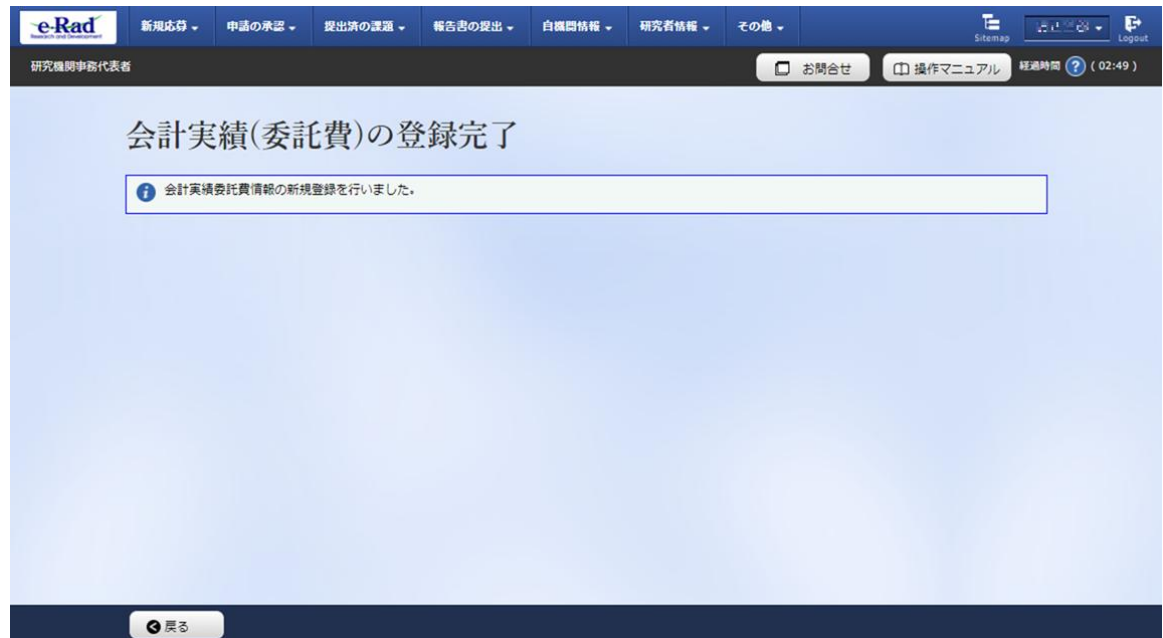 e-Rad
Research and Development
新規応募
申請の承認
提出済の課題
報告書の提出
自機関情報
研究者情報
その他
Sitemap
Logout
研究機関事務代表者
お問合せ
操作マニュアル
経過時間 ? ( 02:49 )
会計実績(委託費)の登録完了
会計実績委託費情報の新規登録を行いました。
戻る